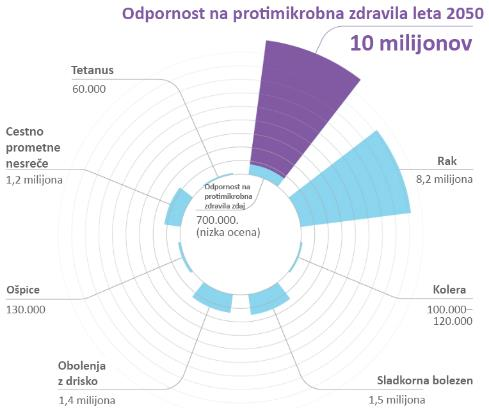 Odpornost na protimikrobna zdravila leta 2050
10 milijonov
Tetanus
60.000
Cestno
prometne
nesreče
1,2 milijona
Odpornost na
protimikrobna
zdravila zdaj
700.000.
(nizka ocena)
Rak
8,2 milijona
Ošpice
130.000
Kolera
100.000–
120.000
Obolenja
z drisko
1,4 milijona
Sladkorna bolezen
1,5 milijona